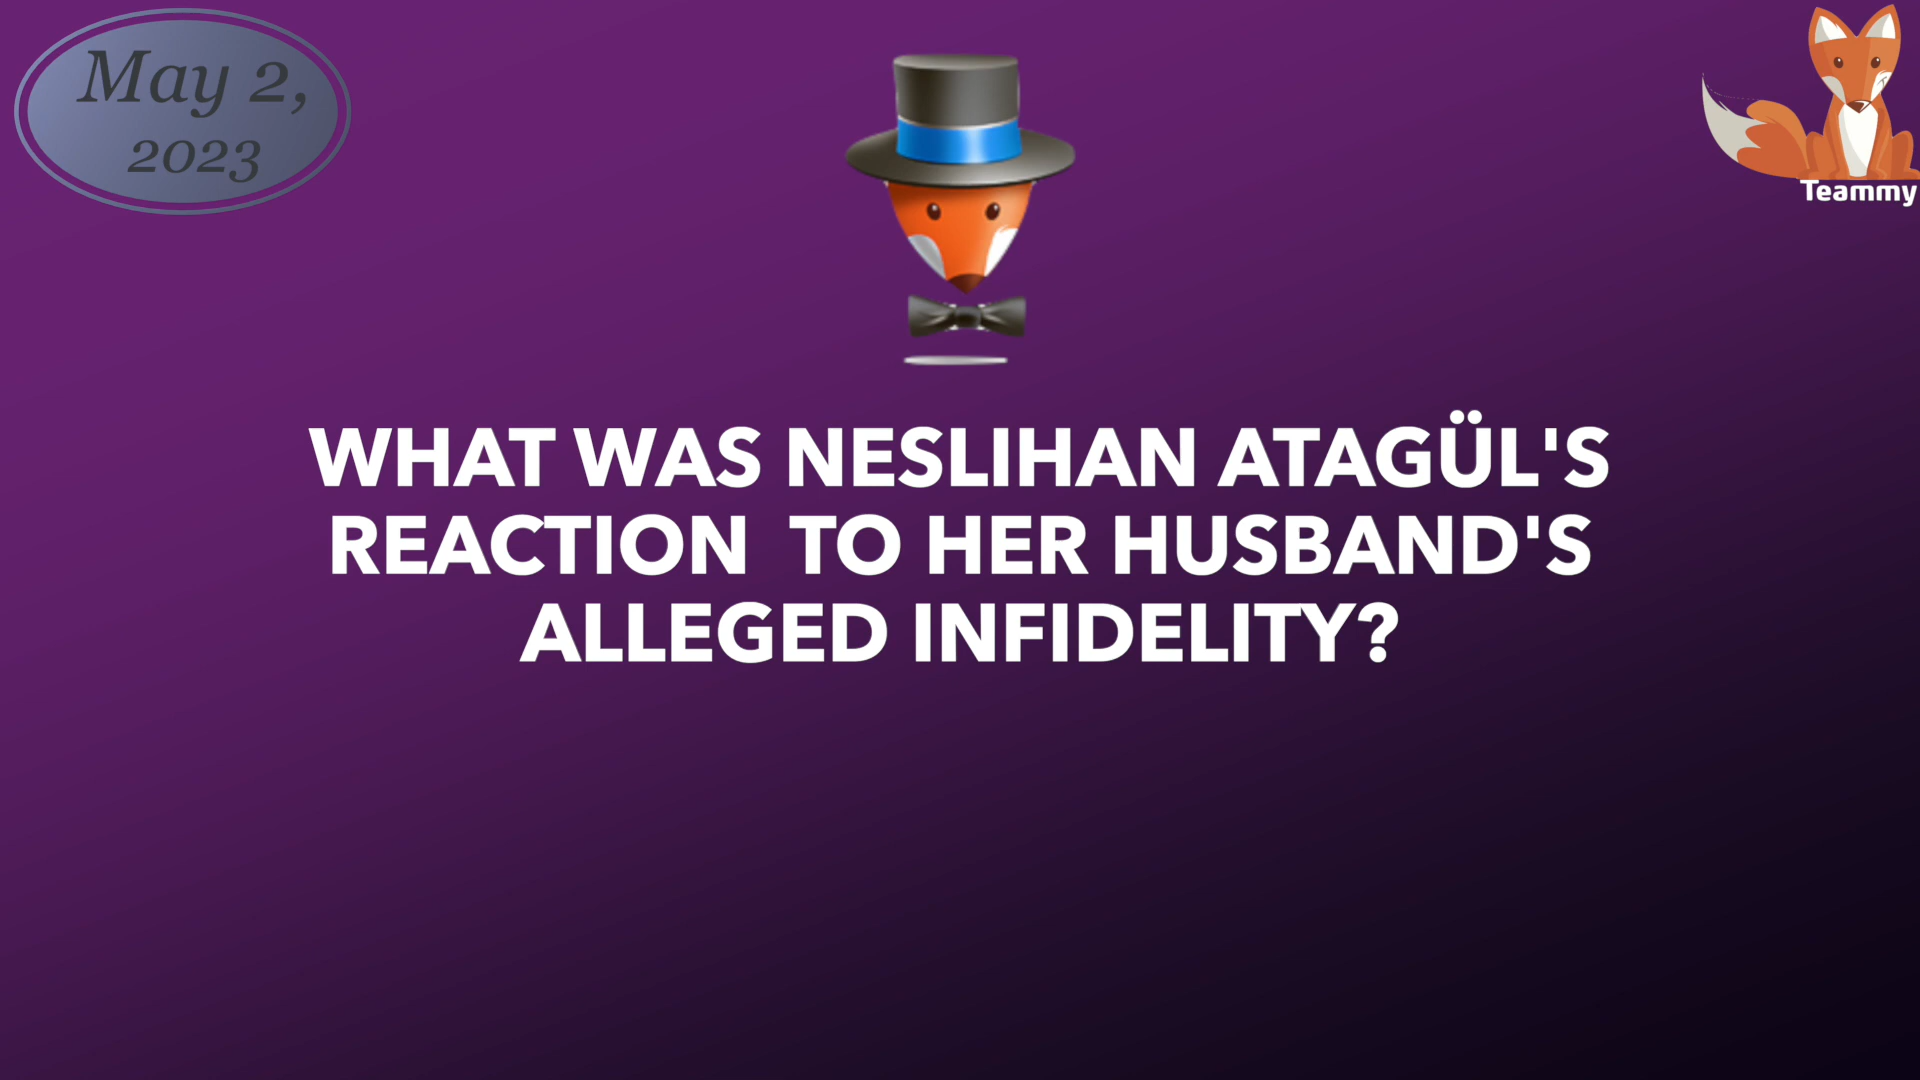 May 2,
2023
Teammy
WHAT WAS NESLIHAN ATAGÜL'S
REACTION  TO HER HUSBAND'S
ALLEGED INFIDELITY?